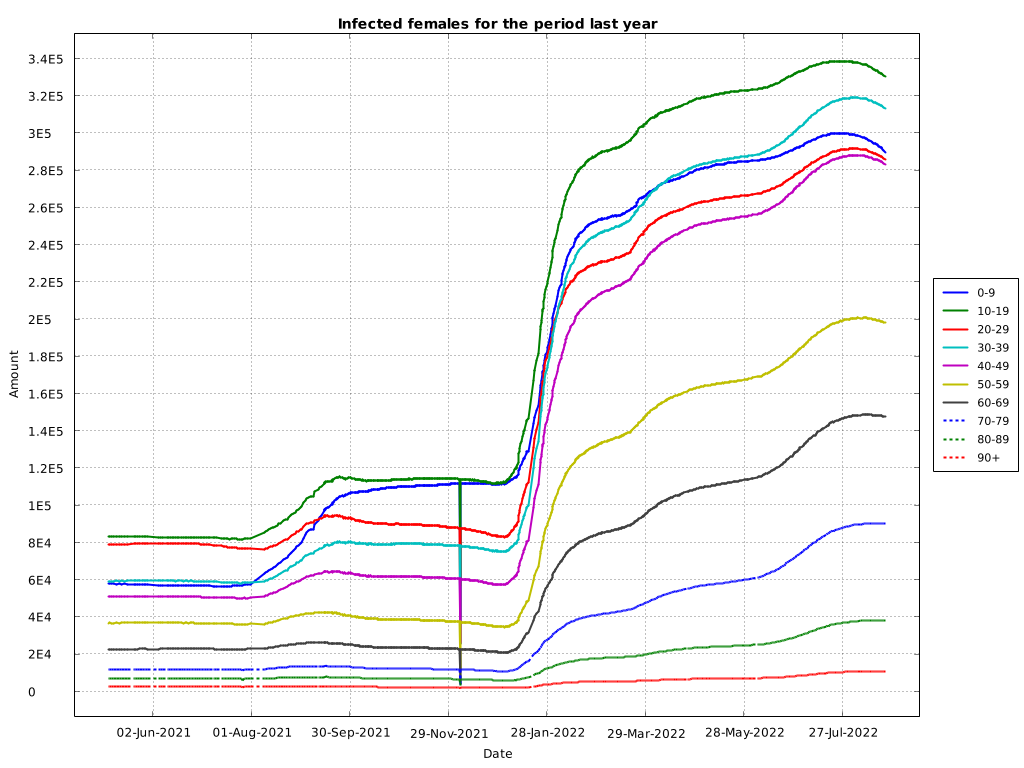 Infected females for the period last year
3.4E5
3.2E5
3E5
2.8E5
2.6E5
2.4E5
2.2E5
2E5
1.8E5
1.6E5
1.4E5
1.2E5
1E5
8E4
6E4
4E4
2E4
0
Amount
02-Jun-2021 01-Aug-2021 30-Sep-2021 29-Nov-2021 28-Jan-2022 29-Mar-2022 28-May-2022 27-Jul-2022
Date
0-9
10-19
20-29
30-39
40-49
50-59
60-69
70-79
80-89
90+